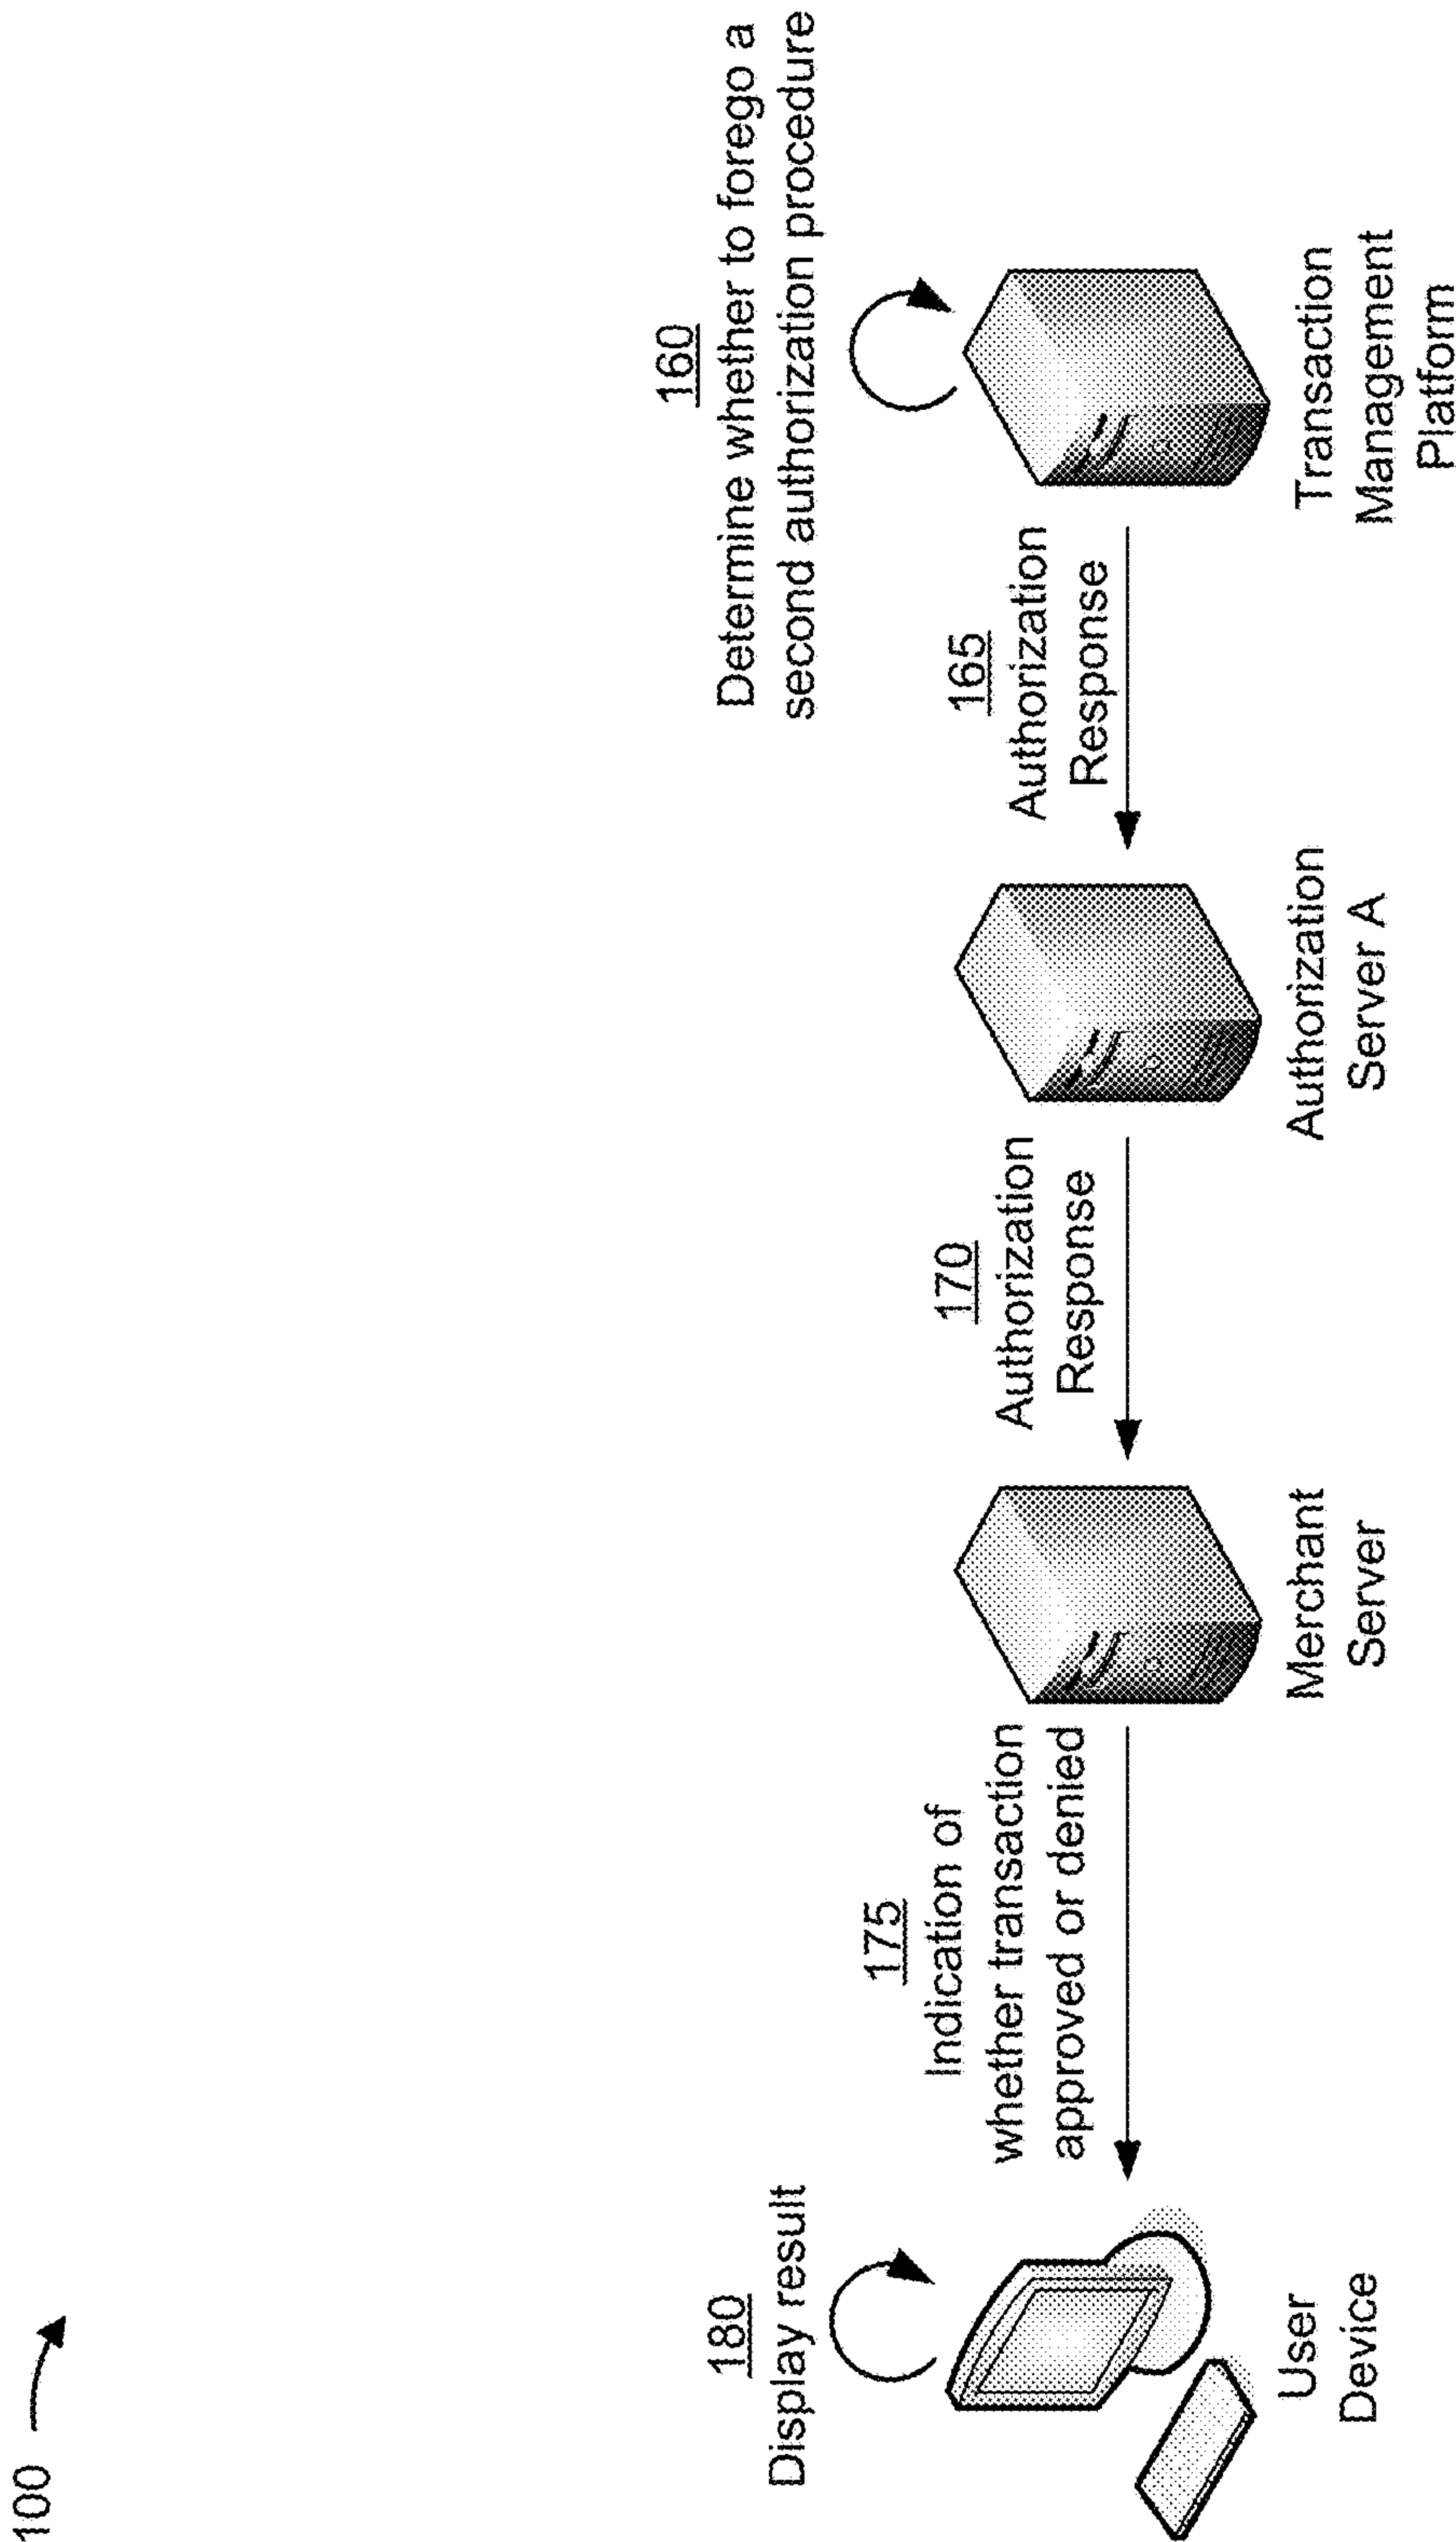 100
160
Determine whether to forego a
second authorization procedure
180
Display result
175
Indication of
whether transaction
approved or denied
170
Authorization
Response
165
Authorization
Response
User
Device
Merchant
Server
Authorization
Server A
Transaction
Management
Platform